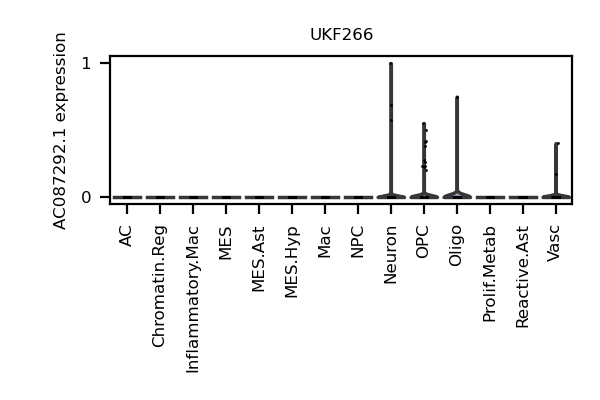 UKF266
AC087292.1 expression
1
0
AC
Chromatin.Reg
Inflammatory.Mac
MES
MES.Ast
MES.Hyp
Mac
NPC
Neuron
OPC
Oligo
Prolif.Metab
Reactive.Ast
Vasc